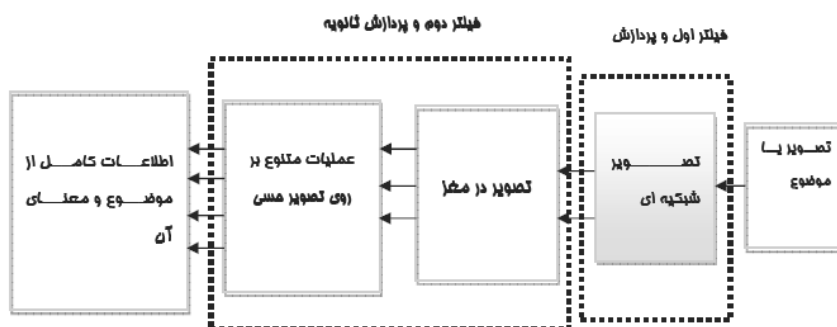 فیلتر دوم و پردازش ثانویه
فیلتر اول و پردازش
تصویر یا
موضوع
تصویر
شبکیه ای
تصویر در مغز
عملیات متنوع بر
روی تصویر حسی
اطلاعات کامل از
موضوع و معنای
آن